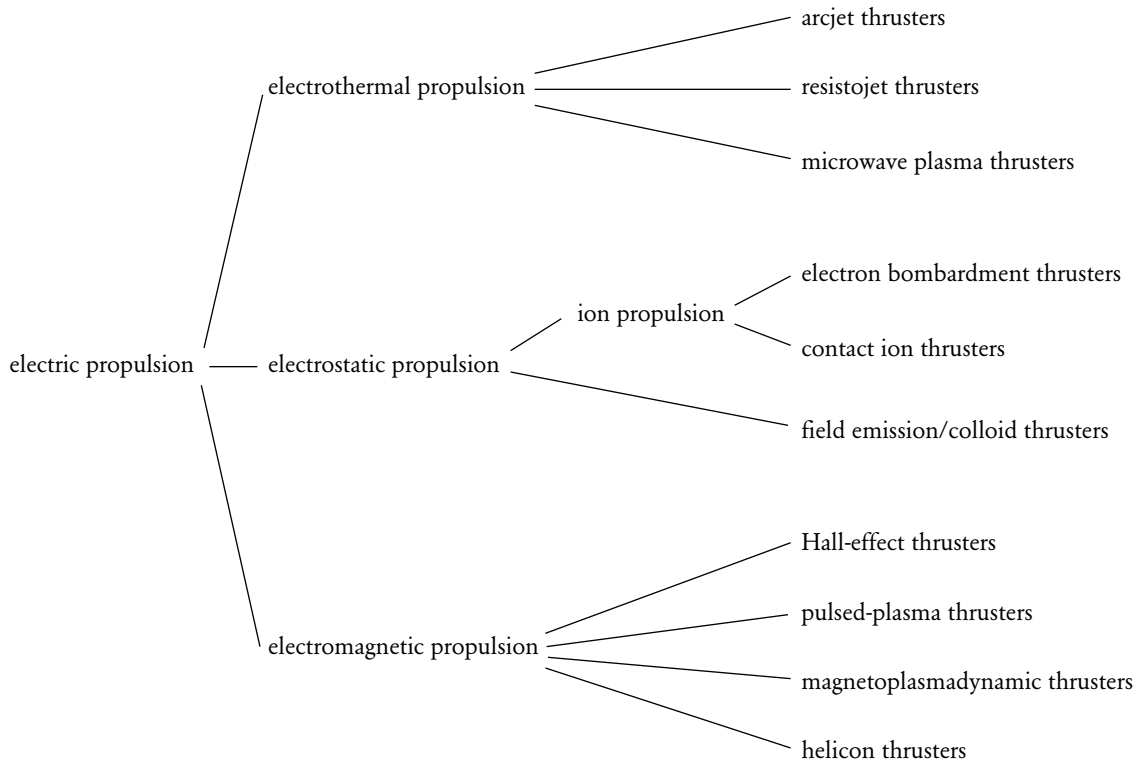 arcjet thrusters
electrothermal propulsion
resistojet thrusters
microwave plasma thrusters
electron bombardment thrusters
ion propulsion
contact ion thrusters
electric propulsion
electrostatic propulsion
field emission/colloid thrusters
Hall-effect thrusters
pulsed-plasma thrusters
electromagnetic propulsion
magnetoplasmadynamic thrusters
helicon thrusters